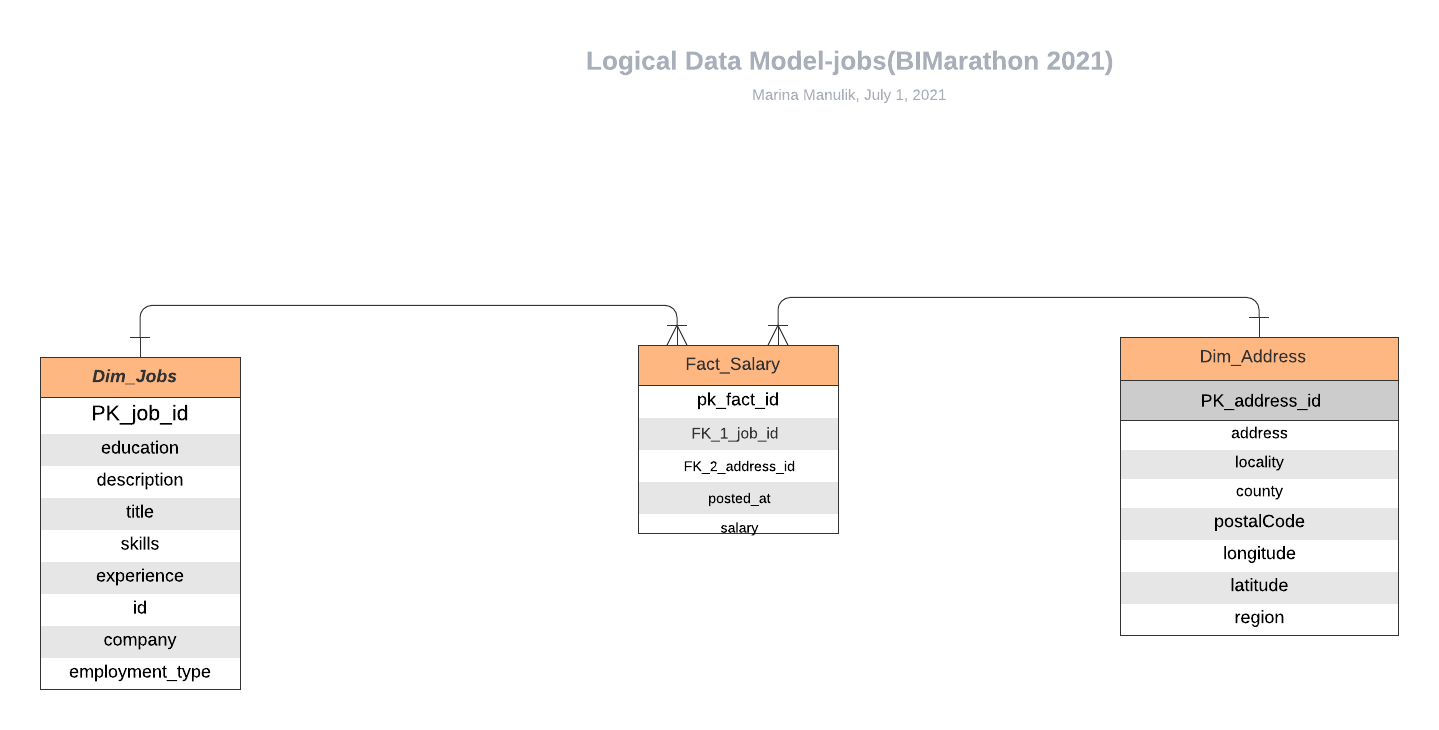 Logical Data Model-jobs(BIMarathon 2021)
Marina Manulik, July 1, 2021
Dim_Jobs
PK_job_id
education
description
title
skills
experience
id
company
employment_type
Fact_Salary
pk_fact_id
FK_1_job_id
FK_2_address_id
posted_at
salary
Dim_Address
PK_address_id
address
locality
county
postalCode
longitude
latitude
region